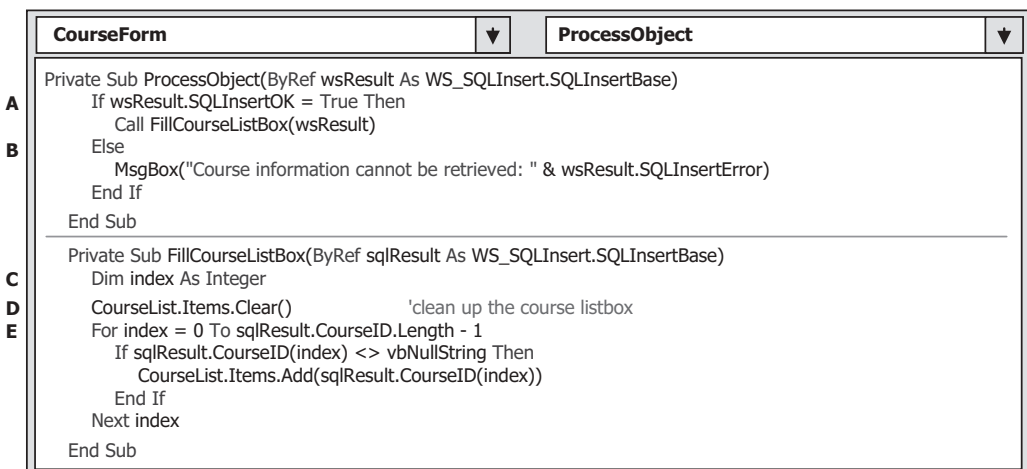 CourseForm ProcessObject
Private Sub ProcessObject(ByRef wsResult As WS_SQLInsert.SQLInsertBase)
A If wsResult.SQLInsertOK = True Then
Call FillCourseListBox(wsResult)
B Else
MsgBox("Course information cannot be retrieved: " & wsResult.SQLInsertError)
End If
End Sub
Private Sub FillCourseListBox(ByRef sqlResult As WS_SQLInsert.SQLInsertBase)
C Dim index As Integer
D CourseList.Items.Clear() 'clean up the course listbox
E For index = 0 To sqlResult.CourseID.Length - 1
If sqlResult.CourseID(index) <> vbNullString Then
CourseList.Items.Add(sqlResult.CourseID(index))
End If
Next index
End Sub